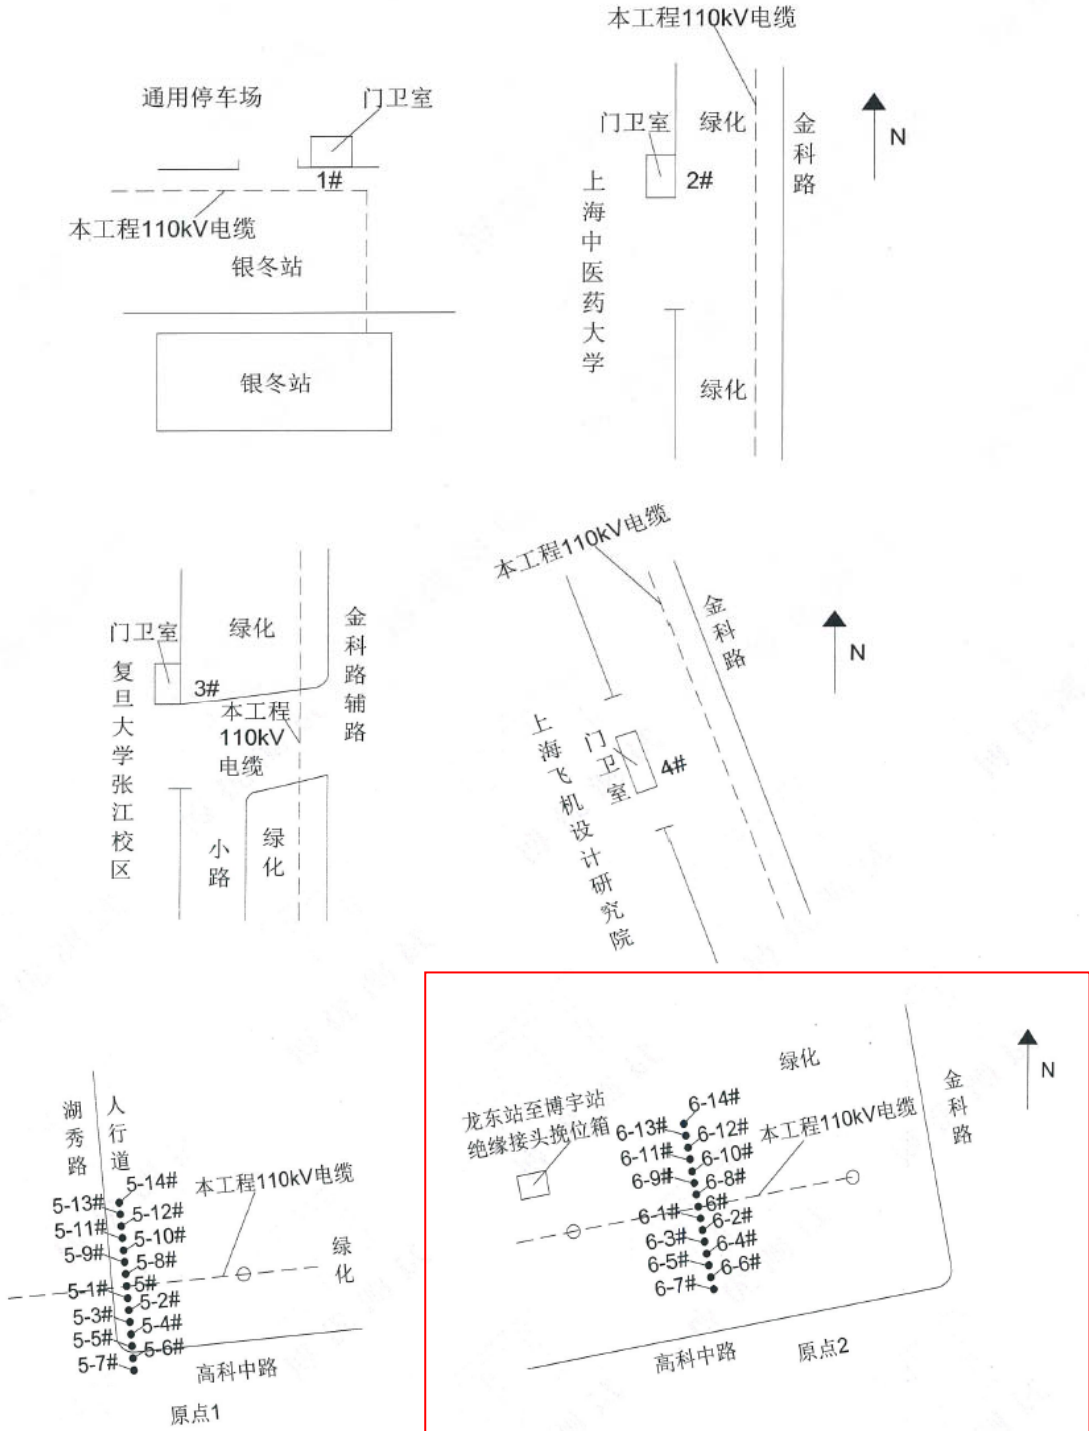 本工程110kV电缆
通用停车场
门卫室
1#
本工程110kV电缆
银冬站
银冬站
门卫室
绿化
金科路
N
2#
上海中医药大学
绿化
门卫室
绿化
金科路辅路
复旦大学张江校区
3#
本工程
110kV
电缆
小路
绿化
本工程110kV电缆
金科路
N
上海飞机设计研究院
门卫室
4#
湖秀路
人行道
5-14#
5-13#
5-12#
5-11#
5-10#
5-9#
5-8#
5-1#
5#
5-2#
5-3#
5-4#
5-5#
5-6#
5-7#
本工程110kV电缆
绿化
高科中路
原点1
绿化
金科路
N
龙东站至博宇站
绝缘接头挽位箱
6-14#
6-13#
6-12#
6-11#
6-10#
6-9#
6-8#
6-1#
6#
6-2#
6-3#
6-4#
6-5#
6-6#
6-7#
本工程110kV电缆
高科中路
原点2